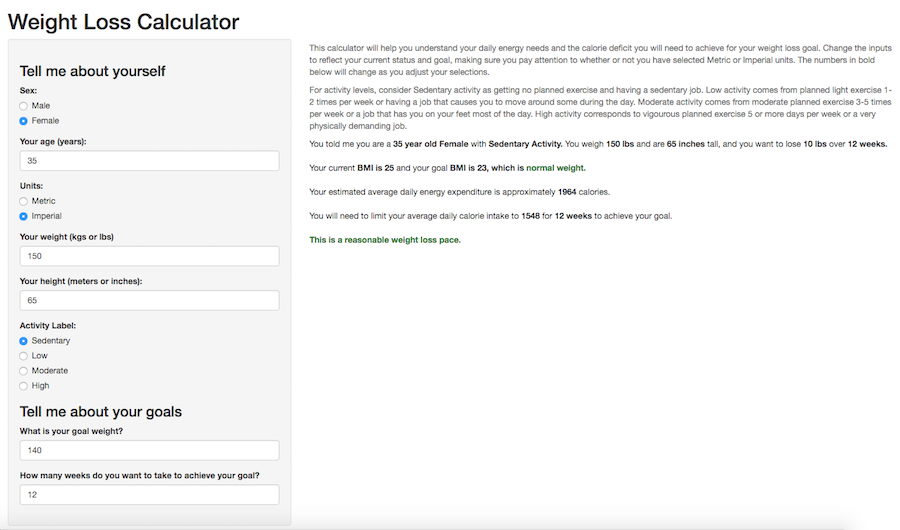 Weight Loss Calculator
Tell me about yourself
Sex:
Male
Female
Your age (years):
35
Units:
Metric
Imperial
Your weight (kgs or lbs)
150
Your height (meters or inches):
65
Activity Label:
Sedentary
Low
Moderate
High
Tell me about your goals
What is your goal weight?
140
How many weeks do you want to take to achieve your goal?
12
This calculator will help you understand your daily energy needs and the calorie deficit you will need to achieve for your weight loss goal. Change the inputs
to reflect your current status and goal, making sure you pay attention to whether or not you have selected Metric or Imperial units. The numbers in bold
below will change as you adjust your selections.
For activity levels, consider Sedentary activity as getting no planned exercise and having a sedentary job. Low activity comes from planned light exercise 1-
2 times per week or having a job that causes you to move around some during the day. Moderate activity comes from moderate planned exercise 3-5 times
per week or a job that has you on your feet most of the day. High activity corresponds to vigourous planned exercise 5 or more days per week or a very
physically demanding job.
You told me you are a 35 year old Female with Sedentary Activity. You weigh 150 lbs and are 65 inches tall, and you want to lose 10 lbs over 12 weeks.
Your current BMI is 25 and your goal BMI is 23, which is normal weight.
Your estimated average daily energy expenditure is approximately 1964 calories.
You will need to limit your average daily calorie intake to 1548 for 12 weeks to achieve your goal.
This is a reasonable weight loss pace.